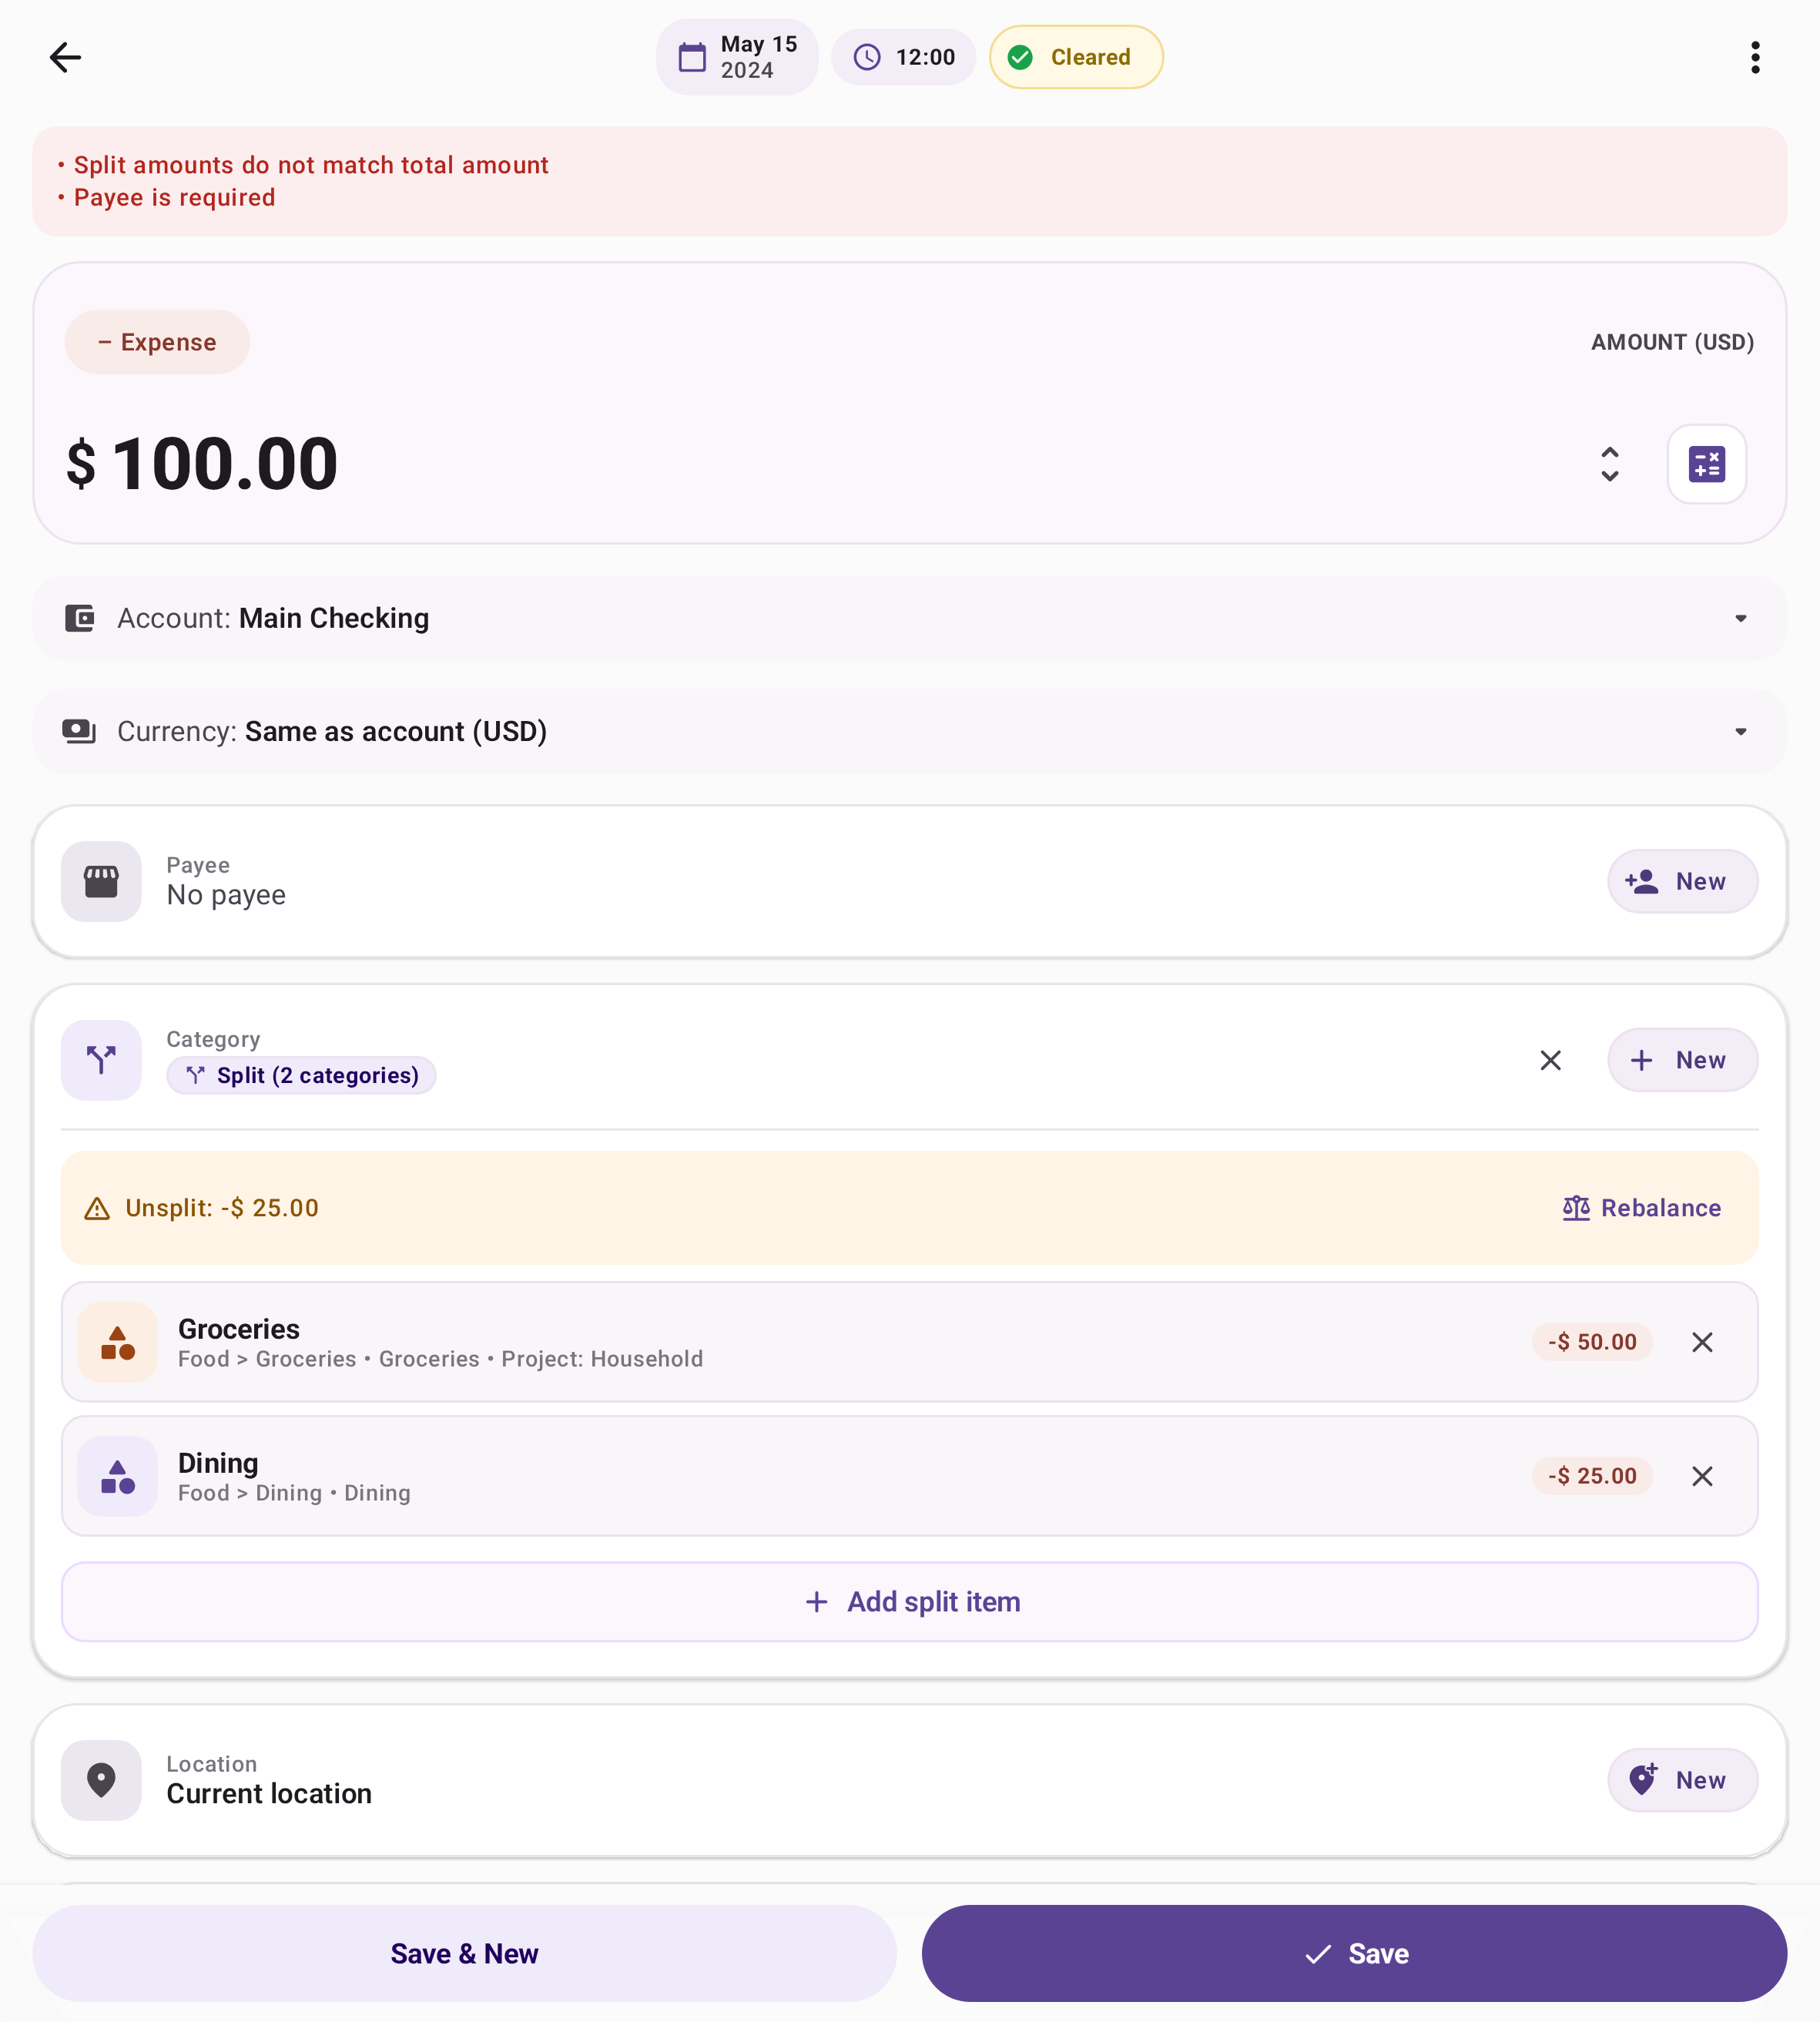 May 15
2024
12:00
Cleared
• Split amounts do not match total amount
• Payee is required
– Expense
AMOUNT (USD)
$ 100.00
Account: Main Checking
Currency: Same as account (USD)
Payee
No payee
New
Category
Split (2 categories)
New
Unsplit: -$ 25.00
Rebalance
Groceries
Food > Groceries • Groceries • Project: Household
-$ 50.00
Dining
Food > Dining • Dining
-$ 25.00
+ Add split item
Location
Current location
New
Save & New
Save